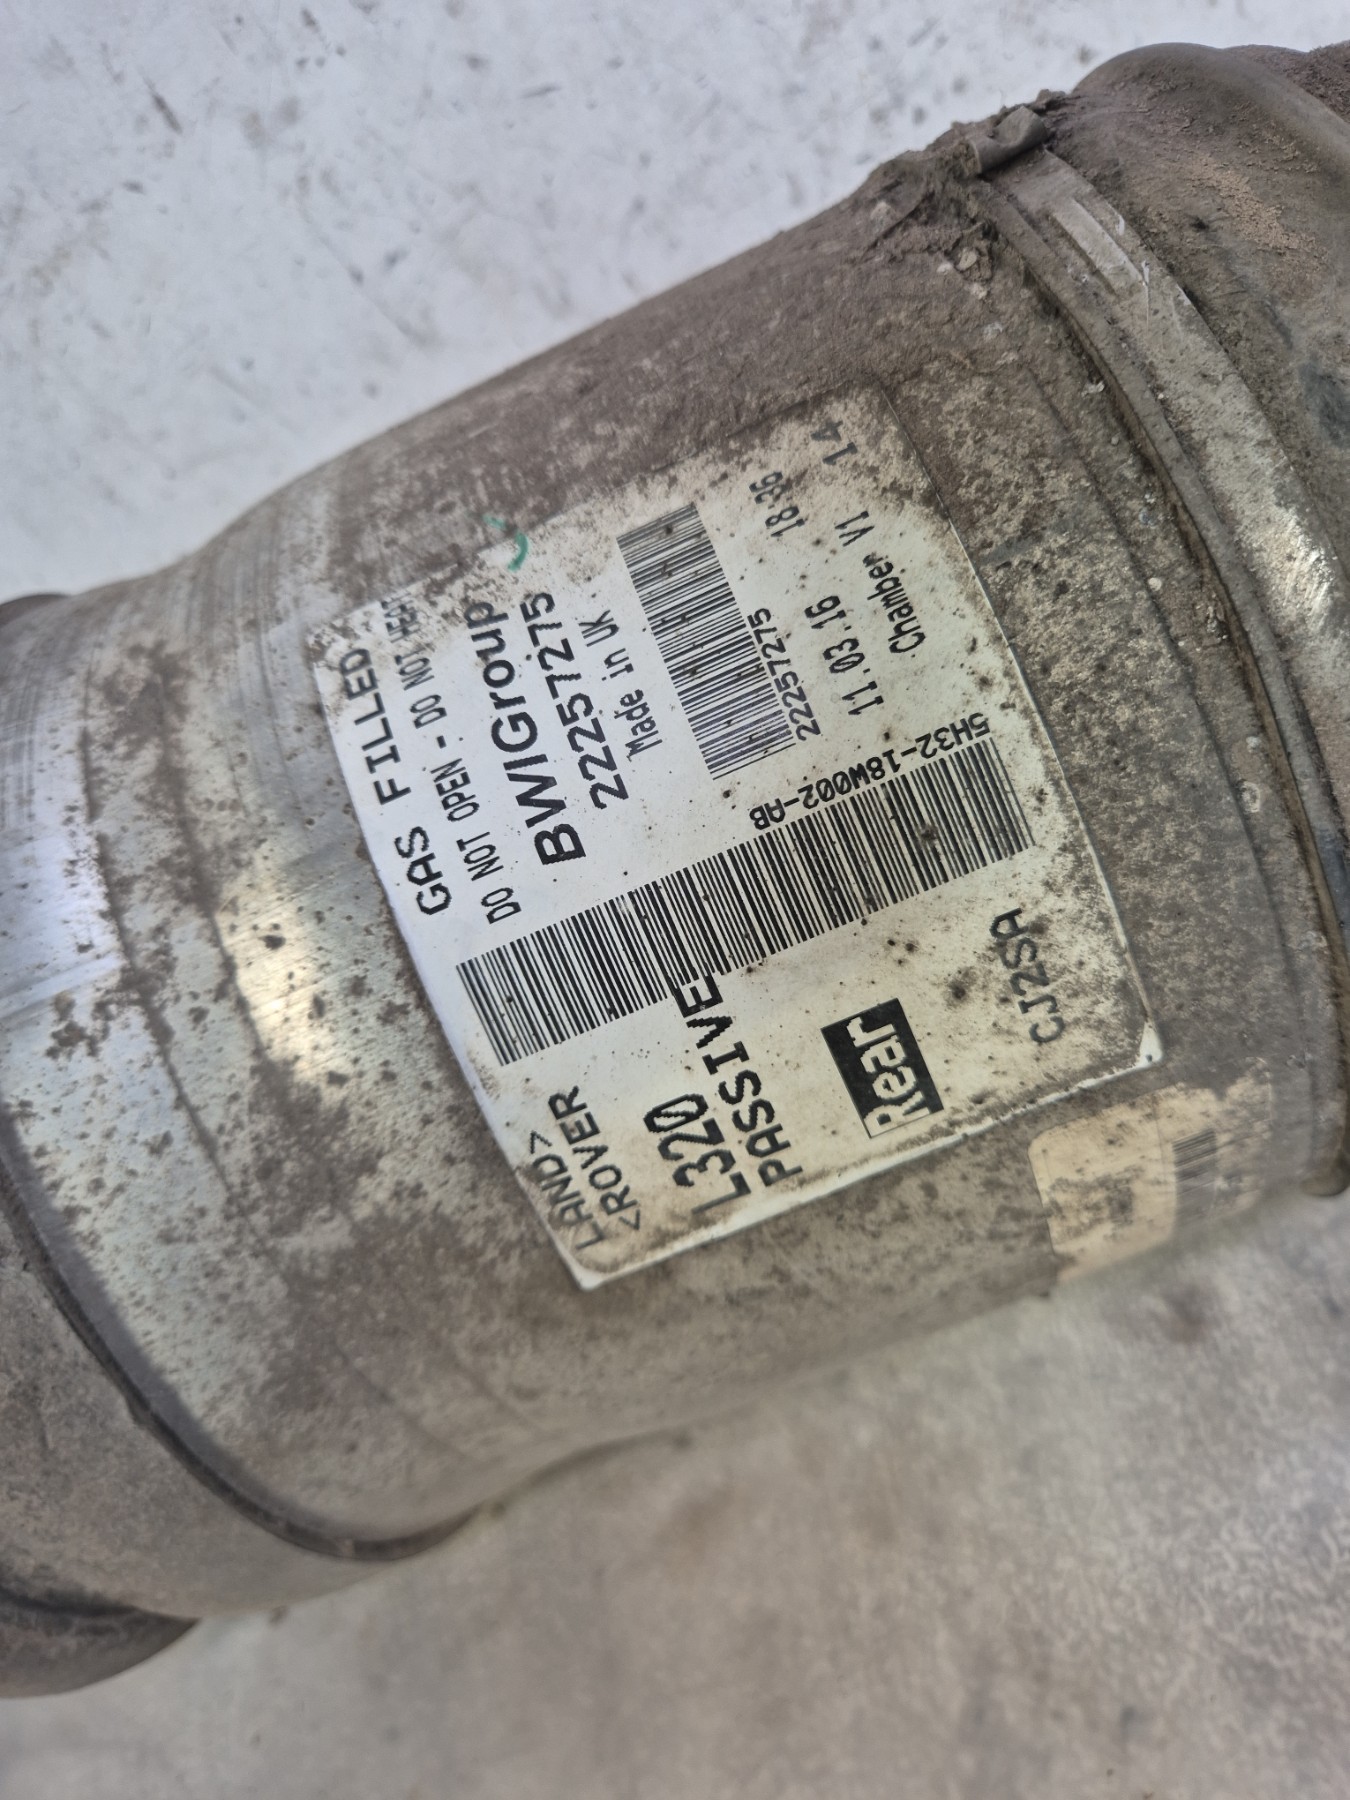 GAS FILLED
DO NOT OPEN - DO NOT HEAT
BWIGroup
22257275
Made in UK
22257275
11.03.16 18:36
Chamber V1 14
5H32-18W002-AB
LAND>
<ROVER
L320
PASSIVE
Rear
CJ2SA